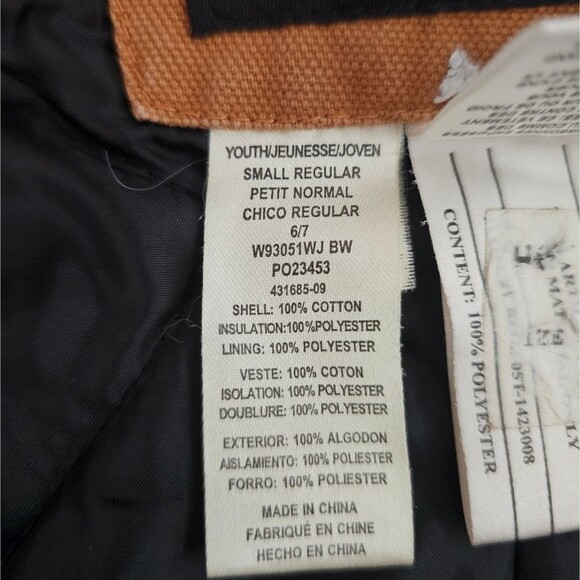 YOUTH/JEUNESSE/JOVEN
SMALL REGULAR
PETIT NORMAL
CHICO REGULAR
6/7
W93051WJ BW
PO23453
431685-09
SHELL: 100% COTTON
INSULATION:100%POLYESTER
LINING: 100% POLYESTER
VESTE: 100% COTON
ISOLATION: 100% POLYESTER
DOUBLURE: 100% POLYESTER
EXTERIOR: 100% ALGODON
AISLAMIENTO: 100% POLIESTER
FORRO: 100% POLIESTER
MADE IN CHINA
FABRIQUÉ EN CHINE
HECHO EN CHINA
CONTENT: 100% POLYESTER
05T-1423008